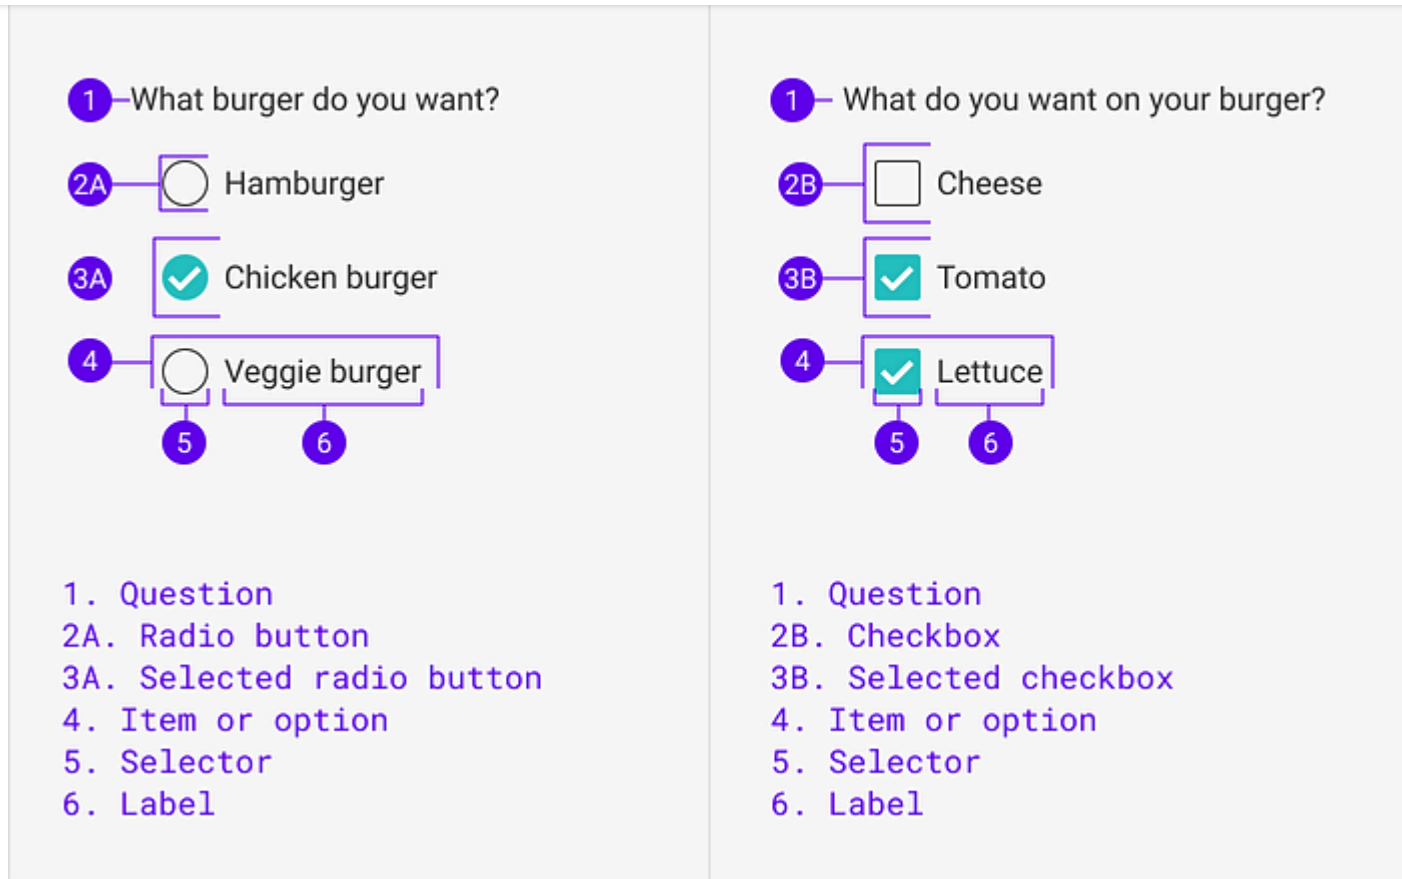 1 What burger do you want?
2A Hamburger
3A Chicken burger
4 Veggie burger
5 6
1. Question
2A. Radio button
3A. Selected radio button
4. Item or option
5. Selector
6. Label
1 What do you want on your burger?
2B Cheese
3B Tomato
4 Lettuce
5 6
1. Question
2B. Checkbox
3B. Selected checkbox
4. Item or option
5. Selector
6. Label